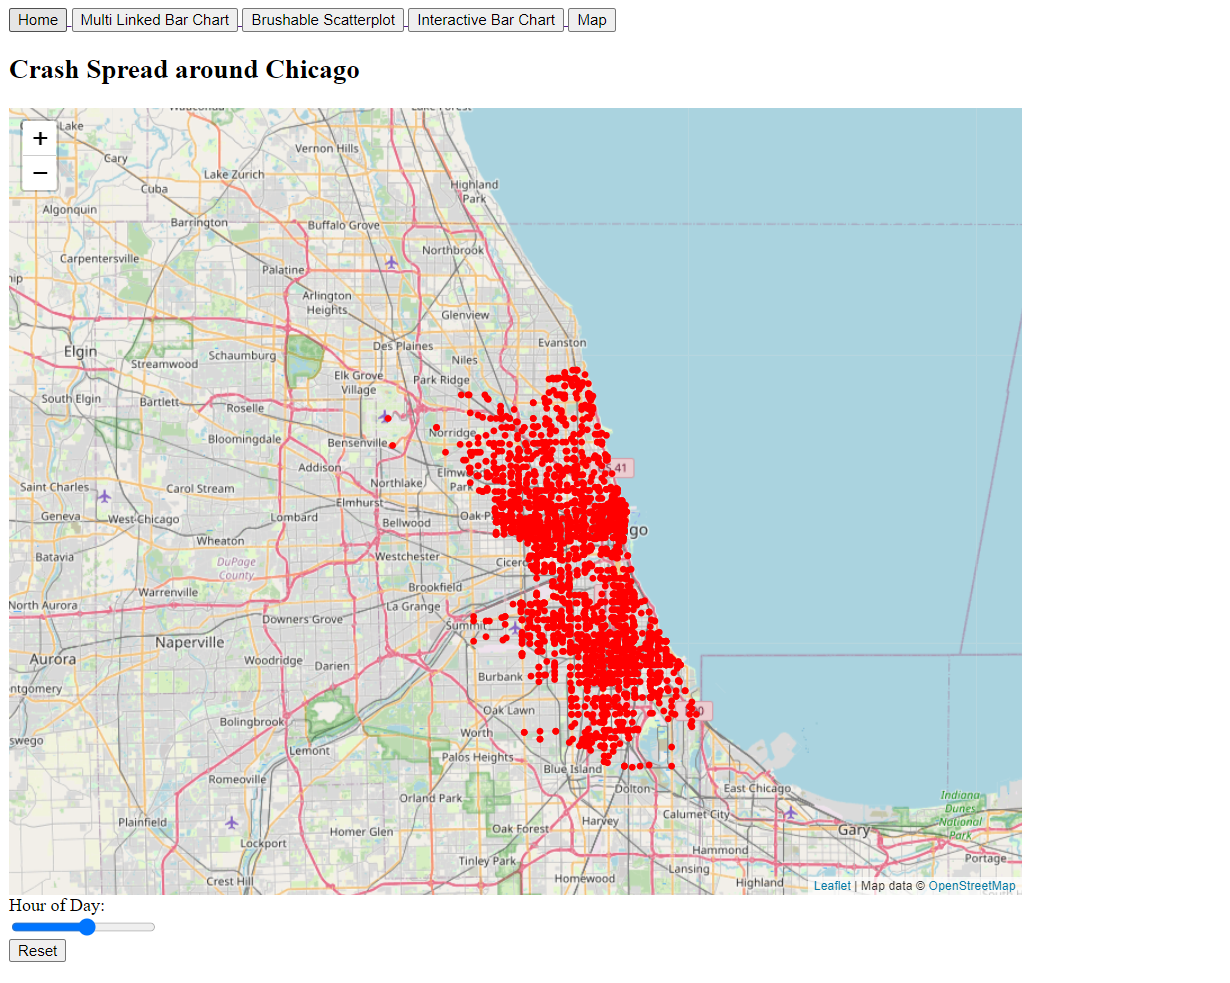 Home Multi Linked Bar Chart Brushable Scatterplot Interactive Bar Chart Map
Crash Spread around Chicago
+
−
Lake
Cary
Vernon Hills
Lake Zurich
Cuba
Highland
Park
Algonquin
Barrington
Buffalo Grove
Northbrook
Carpentersville
Palatine
Arlington
Heights
Glenview
Evanston
Elgin
Des Plaines
Schaumburg
Niles
Streamwood
Elk Grove
Village
Park Ridge
South Elgin
Bartlett
Roselle
Norridge
Bloomingdale
Bensenville
41
Addison
Elmw
Park
Saint Charles
Carol Stream
Northlake
Elmhurst
Geneva
West Chicago
Lombard
Bellwood
Oak P
go
Wheaton
Batavia
Westchester
DuPage
County
Cicero
Brookfield
Warrenville
North Aurora
La Grange
Downers Grove
Summit
Naperville
Aurora
Woodridge
Darien
Burbank
ntgomery
Oak Lawn
Bolingbrook
Worth
swego
Lemont
Palos Heights
Blue Island
Romeoville
Dolton
East Chicago
Orland Park
Indiana
Dunes
National
Park
Plainfield
Homer Glen
Oak Forest
Harvey
Calumet City
Gary
Lockport
Hammond
Tinley Park
Portage
Lansing
Crest Hill
Homewood
Highland
Leaflet | Map data © OpenStreetMap
Hour of Day:
Reset